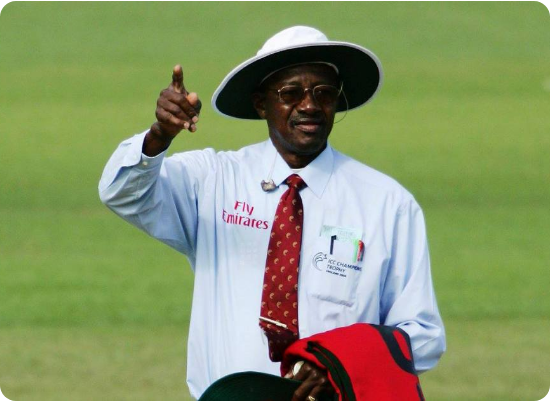 Fly
Emirates
ICC CHAMPIONS
TROPHY